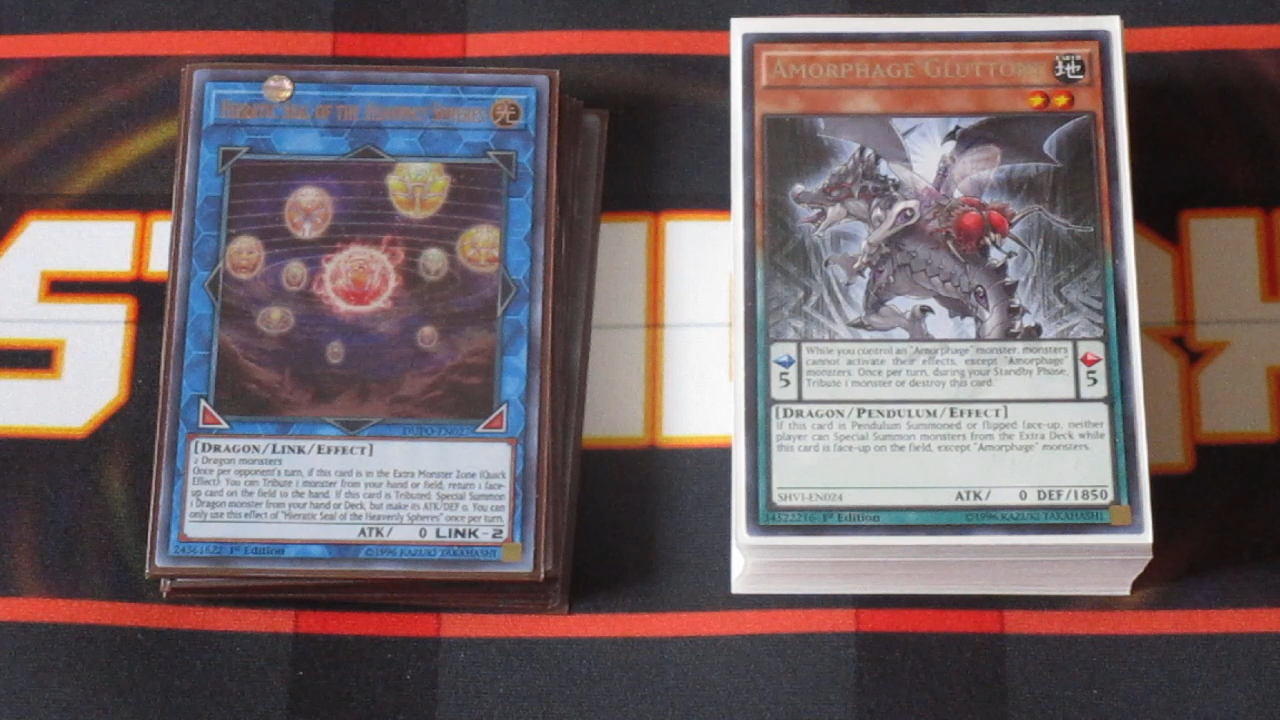 Hieratic Seal of the Heavenly Spheres
光
DUPO-EN027
[Dragon/Link/Effect]
2 Dragon monsters
Once per opponent's turn, if this card is in the Extra Monster Zone (Quick
Effect): You can Tribute 1 monster from your hand or field; return 1 face-
up card on the field to the hand. If this card is Tributed: Special Summon
1 Dragon monster from your hand or Deck, but make its ATK/DEF 0. You can
only use this effect of "Hieratic Seal of the Heavenly Spheres" once per turn.
ATK/ 0 LINK-2
24361622 1st Edition ©1996 KAZUKI TAKAHASHI
Amorphage Gluttony
地
While you control an "Amorphage" monster, monsters
cannot activate their effects, except "Amorphage"
monsters. Once per turn, during your Standby Phase,
Tribute 1 monster or destroy this card.
5 5
[Dragon/Pendulum/Effect]
If this card is Pendulum Summoned or flipped face-up, neither
player can Special Summon monsters from the Extra Deck while
this card is face-up on the field, except "Amorphage" monsters.
SHVI-EN024 ATK/ 0 DEF/1850
34522216 1st Edition ©1996 KAZUKI TAKAHASHI